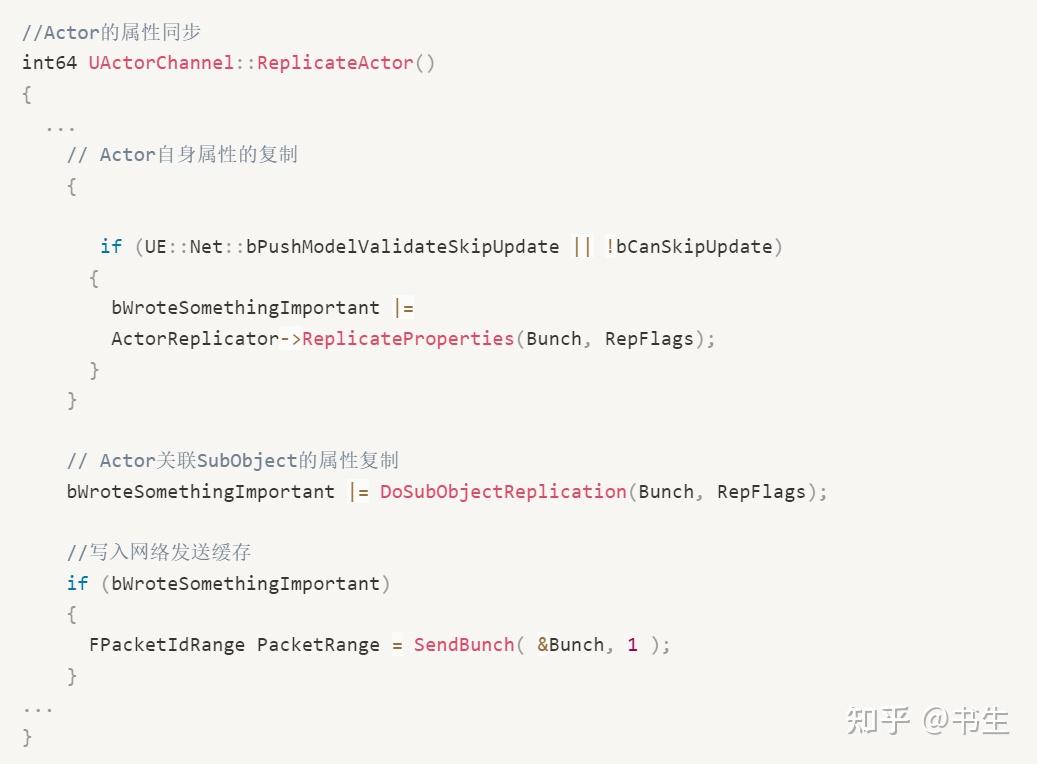 //Actor的属性同步
int64 UActorChannel::ReplicateActor()
{
  ...
    // Actor自身属性的复制
    {

       if (UE::Net::bPushModelValidateSkipUpdate || !bCanSkipUpdate)
      {
        bWroteSomethingImportant |=
        ActorReplicator->ReplicateProperties(Bunch, RepFlags);
      }
    }

    // Actor关联SubObject的属性复制
    bWroteSomethingImportant |= DoSubObjectReplication(Bunch, RepFlags);

    //写入网络发送缓存
    if (bWroteSomethingImportant)
    {
      FPacketIdRange PacketRange = SendBunch( &Bunch, 1 );
    }
...
}
知乎 @书生